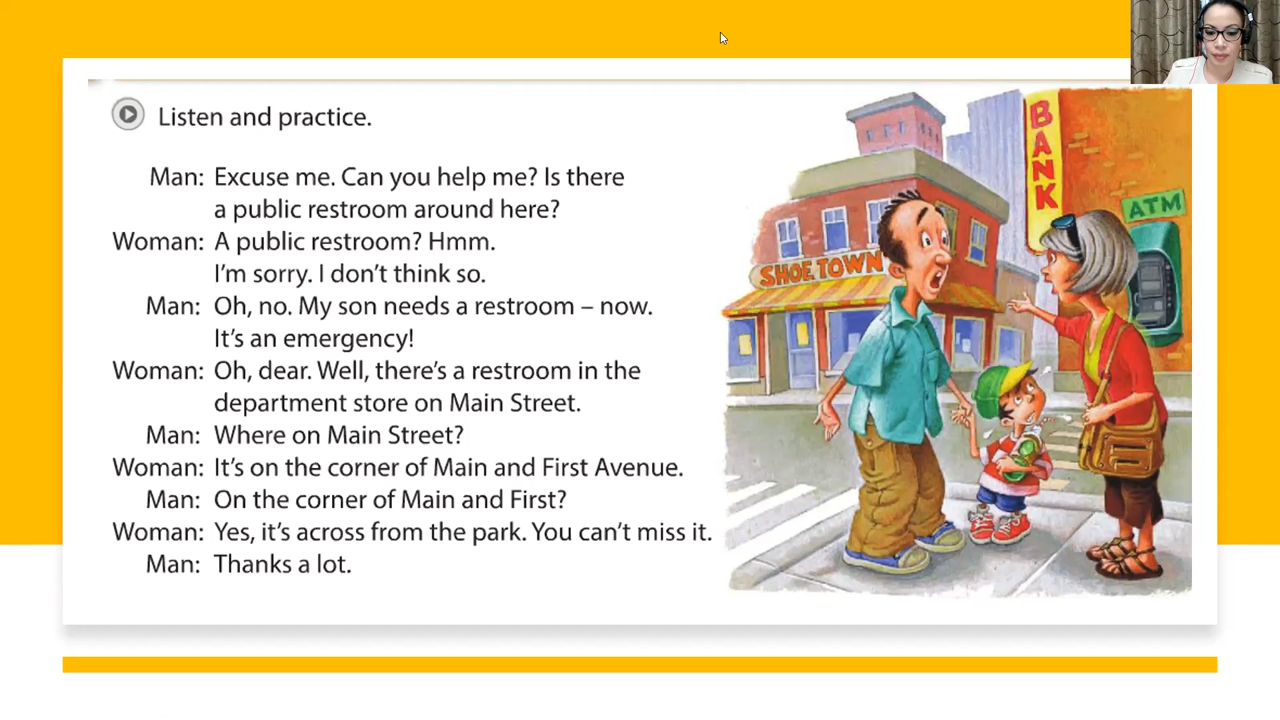 Listen and practice.
Man: Excuse me. Can you help me? Is there
a public restroom around here?
Woman: A public restroom? Hmm.
I'm sorry. I don't think so.
Man: Oh, no. My son needs a restroom – now.
It's an emergency!
Woman: Oh, dear. Well, there's a restroom in the
department store on Main Street.
Man: Where on Main Street?
Woman: It's on the corner of Main and First Avenue.
Man: On the corner of Main and First?
Woman: Yes, it's across from the park. You can't miss it.
Man: Thanks a lot.
BANK
ATM
SHOE TOWN